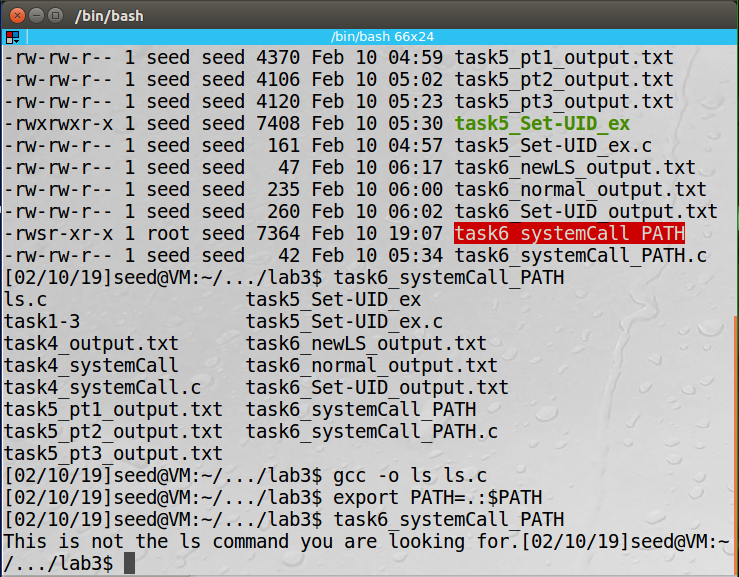 /bin/bash
/bin/bash 66x24
-rw-rw-r-- 1 seed seed 4370 Feb 10 04:59 task5_pt1_output.txt
-rw-rw-r-- 1 seed seed 4106 Feb 10 05:02 task5_pt2_output.txt
-rw-rw-r-- 1 seed seed 4120 Feb 10 05:23 task5_pt3_output.txt
-rwxrwxr-x 1 seed seed 7408 Feb 10 05:30 task5_Set-UID_ex
-rw-rw-r-- 1 seed seed  161 Feb 10 04:57 task5_Set-UID_ex.c
-rw-rw-r-- 1 seed seed   47 Feb 10 06:17 task6_newLS_output.txt
-rw-rw-r-- 1 seed seed  235 Feb 10 06:00 task6_normal_output.txt
-rw-rw-r-- 1 seed seed  260 Feb 10 06:02 task6_Set-UID_output.txt
-rwsr-xr-x 1 root seed 7364 Feb 10 19:07 task6_systemCall_PATH
-rw-rw-r-- 1 seed seed   42 Feb 10 05:34 task6_systemCall_PATH.c
[02/10/19]seed@VM:~/.../lab3$ task6_systemCall_PATH
ls.c                   task5_Set-UID_ex
task1-3                task5_Set-UID_ex.c
task4_output.txt       task6_newLS_output.txt
task4_systemCall       task6_normal_output.txt
task4_systemCall.c     task6_Set-UID_output.txt
task5_pt1_output.txt   task6_systemCall_PATH
task5_pt2_output.txt   task6_systemCall_PATH.c
task5_pt3_output.txt
[02/10/19]seed@VM:~/.../lab3$ gcc -o ls ls.c
[02/10/19]seed@VM:~/.../lab3$ export PATH=.:$PATH
[02/10/19]seed@VM:~/.../lab3$ task6_systemCall_PATH
This is not the ls command you are looking for.[02/10/19]seed@VM:~
/.../lab3$